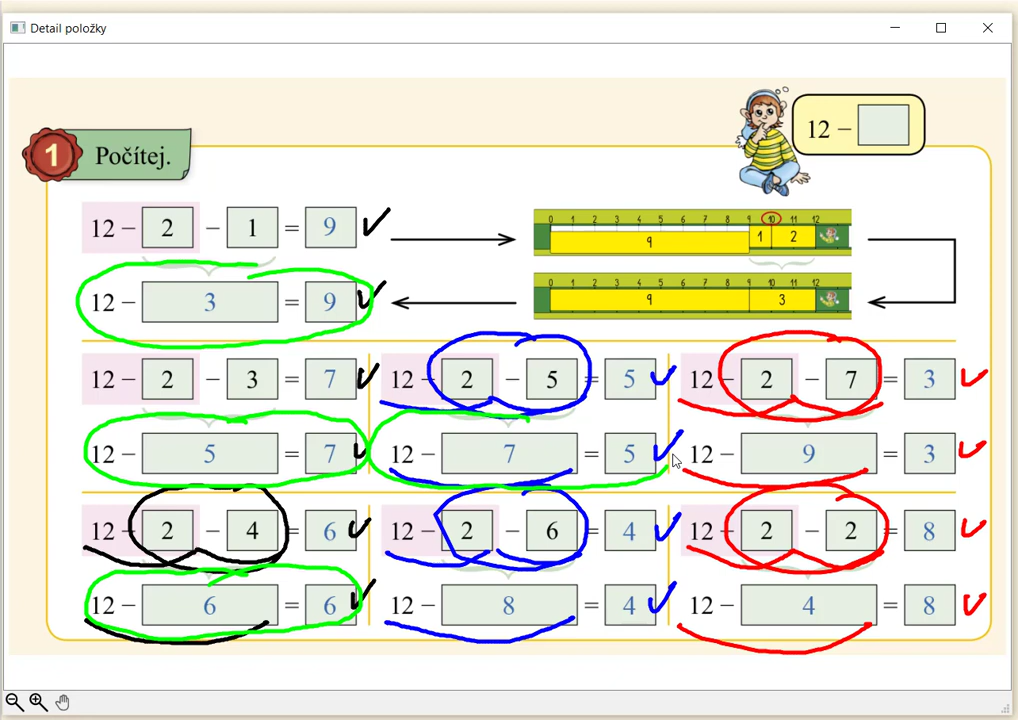 Detail položky
12 –
1 Počítej.
12 – 2 – 1 = 9
0 1 2 3 4 5 6 7 8 9 10 11 12
9 1 2
12 – 3 = 9
0 1 2 3 4 5 6 7 8 9 10 11 12
9 3
12 – 2 – 3 = 7
12 – 2 – 5 = 5
12 – 2 – 7 = 3
12 – 5 = 7
12 – 7 = 5
12 – 9 = 3
12 – 2 – 4 = 6
12 – 2 – 6 = 4
12 – 2 – 2 = 8
12 – 6 = 6
12 – 8 = 4
12 – 4 = 8